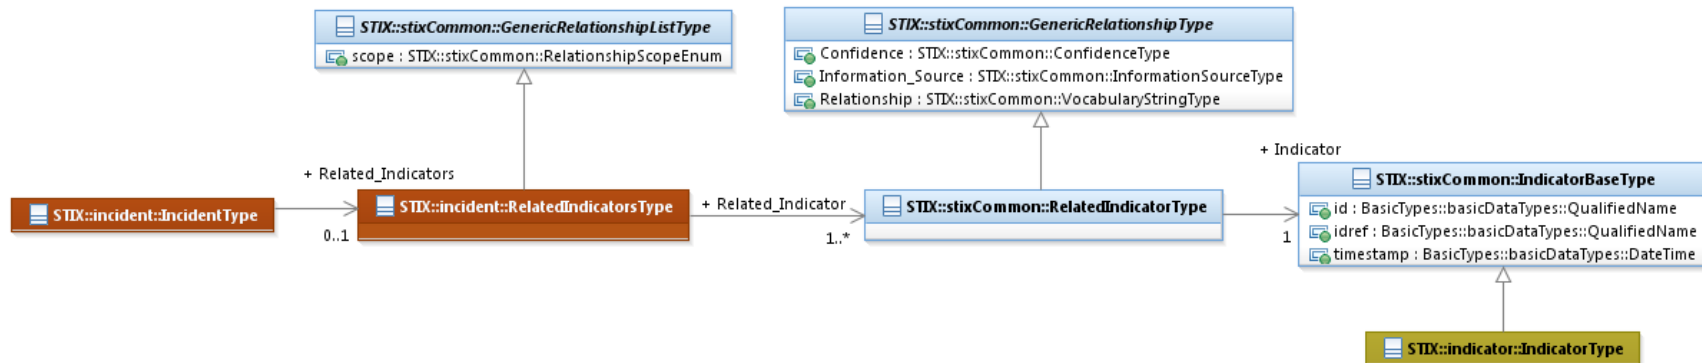 STIX::stixCommon::GenericRelationshipListType
scope : STIX::stixCommon::RelationshipScopeEnum
STIX::stixCommon::GenericRelationshipType
Confidence : STIX::stixCommon::ConfidenceType
Information_Source : STIX::stixCommon::InformationSourceType
Relationship : STIX::stixCommon::VocabularyStringType
STIX::incident::IncidentType
+ Related_Indicators
0..1
STIX::incident::RelatedIndicatorsType
+ Related_Indicator
1..*
STIX::stixCommon::RelatedIndicatorType
+ Indicator
1
STIX::stixCommon::IndicatorBaseType
id : BasicTypes::basicDataTypes::QualifiedName
idref : BasicTypes::basicDataTypes::QualifiedName
timestamp : BasicTypes::basicDataTypes::DateTime
STIX::indicator::IndicatorType